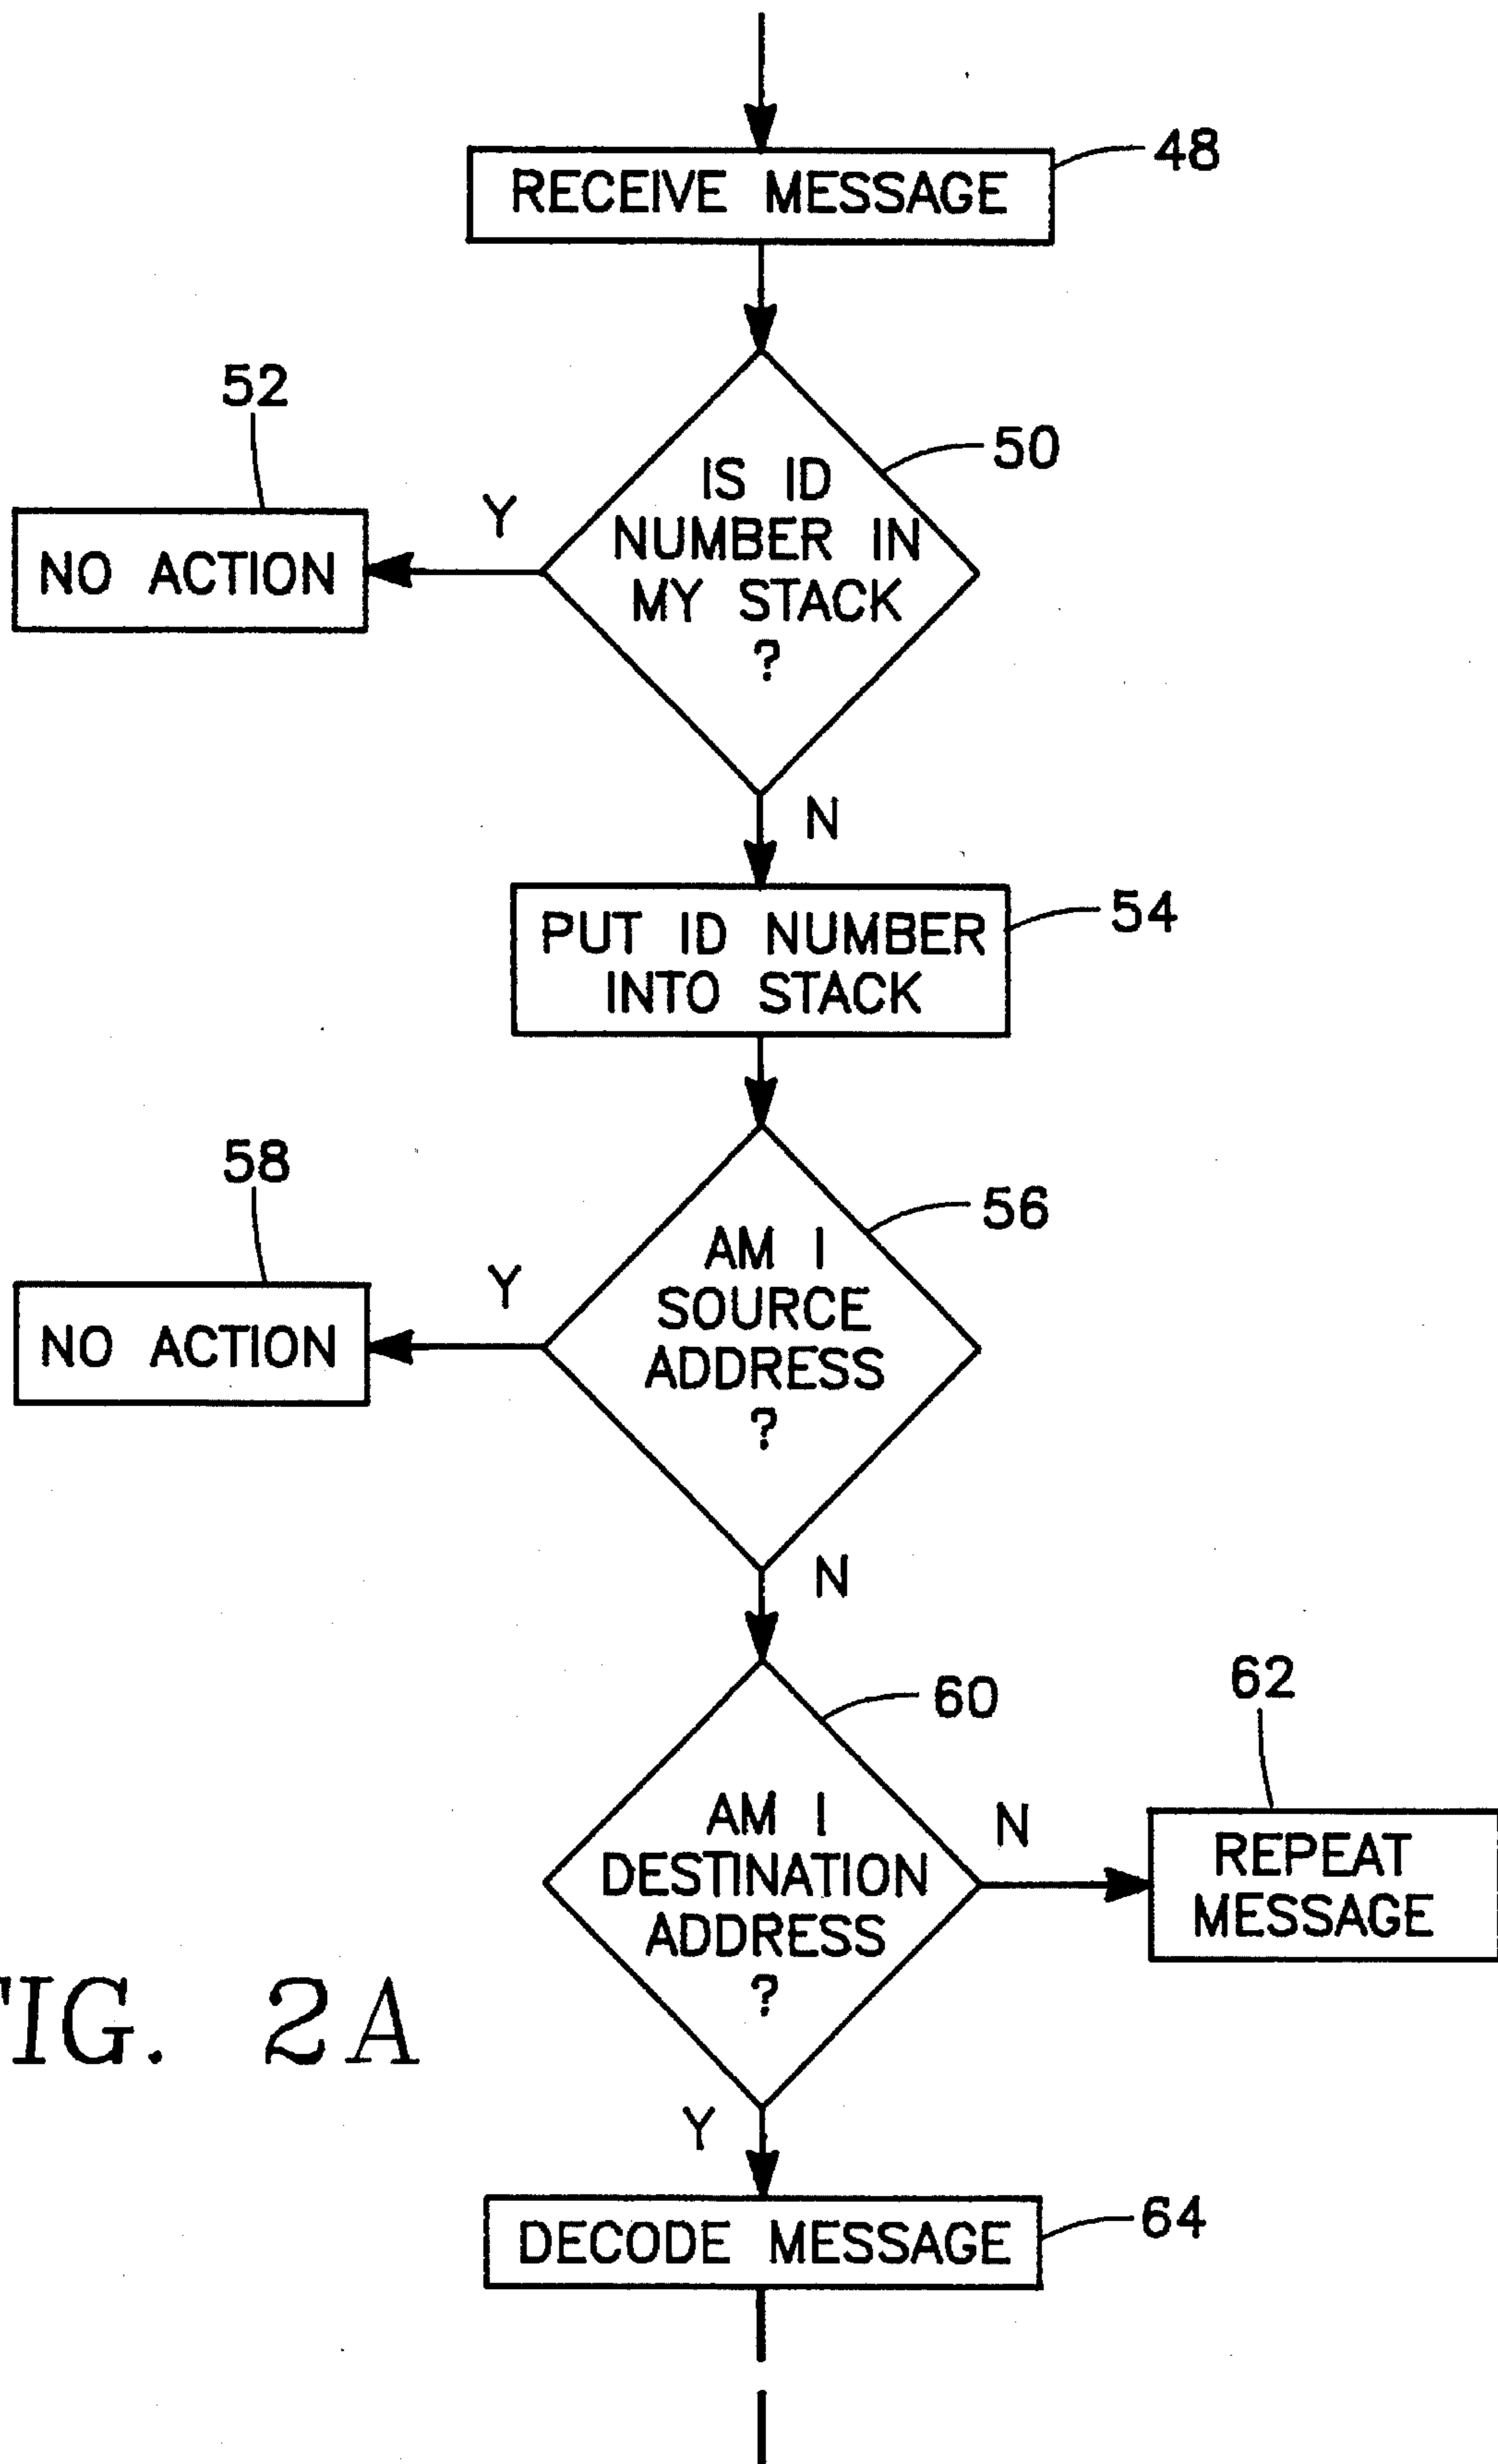 RECEIVE MESSAGE
48
52
50
IS ID
NUMBER IN
MY STACK
?
Y
NO ACTION
N
PUT ID NUMBER
INTO STACK
54
58
56
AM I
SOURCE
ADDRESS
?
Y
NO ACTION
N
60
62
AM I
DESTINATION
ADDRESS
?
N
REPEAT
MESSAGE
FIG. 2A
Y
DECODE MESSAGE
64